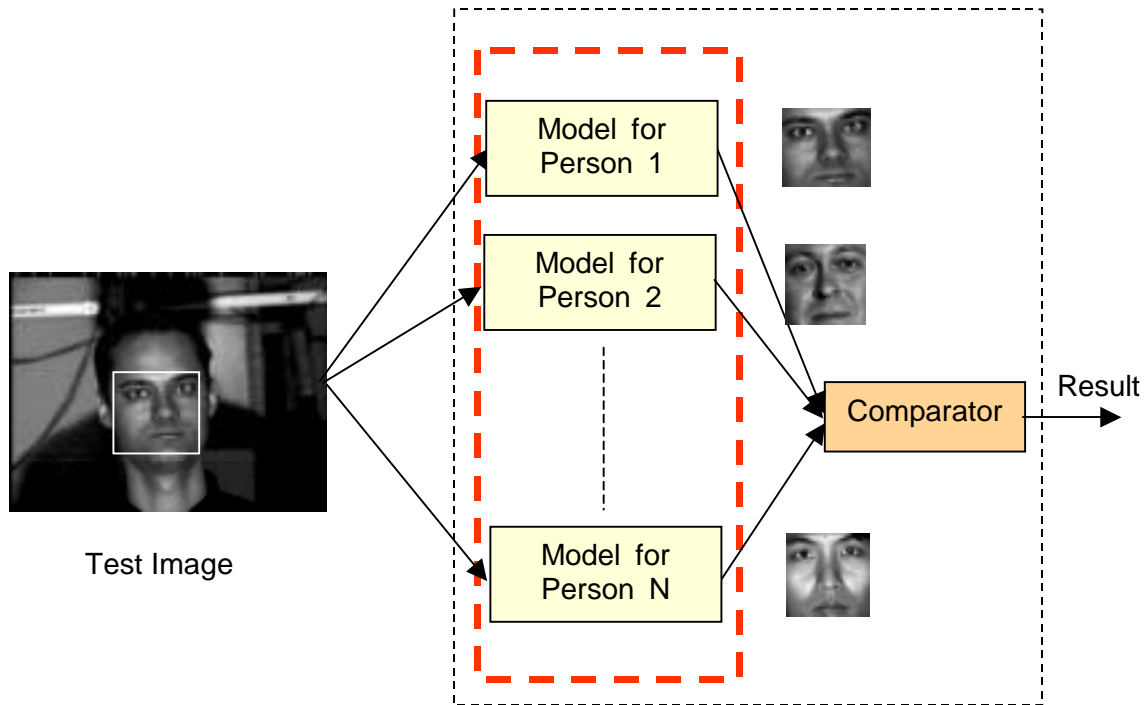 Model for
Person 1
Model for
Person 2
Comparator
Result
Model for
Person N
Test Image